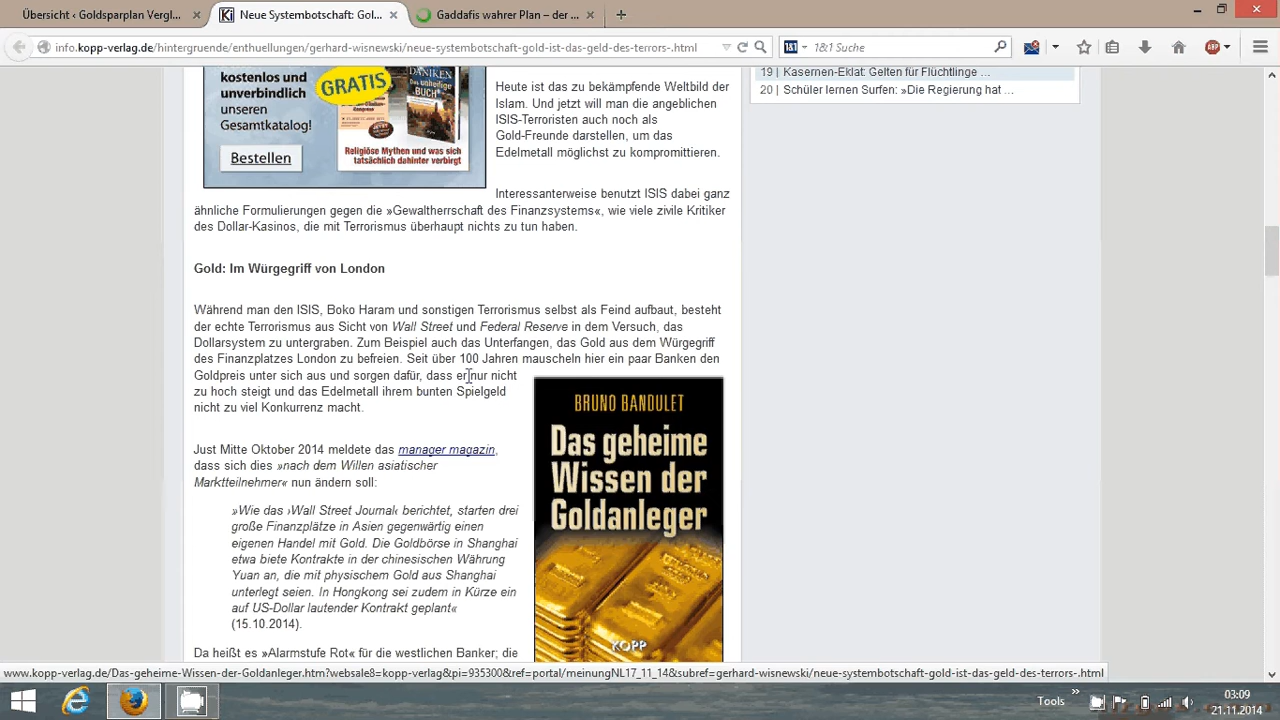 Übersicht ‹ Goldsparplan Vergl...
Neue Systembotschaft: Gol...
Gaddafis wahrer Plan – der ...
info.kopp-verlag.de/hintergruende/enthuellungen/gerhard-wisnewski/neue-systembotschaft-gold-ist-das-geld-des-terrors-.html
1&1 Suche
ABP
kostenlos und
unverbindlich
unseren
Gesamtkatalog!
Bestellen
GRATIS
DÄNIKEN
Das unheilige
BUCH
Religiöse Mythen und was sich
tatsächlich dahinter verbirgt
Heute ist das zu bekämpfende Weltbild der
Islam. Und jetzt will man die angeblichen
ISIS-Terroristen auch noch als
Gold-Freunde darstellen, um das
Edelmetall möglichst zu kompromittieren.
19 | Kasernen-Eklat: Gelten für Flüchtlinge ...
20 | Schüler lernen Surfen: »Die Regierung hat ...
Interessanterweise benutzt ISIS dabei ganz
ähnliche Formulierungen gegen die »Gewaltherrschaft des Finanzsystems«, wie viele zivile Kritiker
des Dollar-Kasinos, die mit Terrorismus überhaupt nichts zu tun haben.
Gold: Im Würgegriff von London
Während man den ISIS, Boko Haram und sonstigen Terrorismus selbst als Feind aufbaut, besteht
der echte Terrorismus aus Sicht von Wall Street und Federal Reserve in dem Versuch, das
Dollarsystem zu untergraben. Zum Beispiel auch das Unterfangen, das Gold aus dem Würgegriff
des Finanzplatzes London zu befreien. Seit über 100 Jahren mauscheln hier ein paar Banken den
Goldpreis unter sich aus und sorgen dafür, dass er nur nicht
zu hoch steigt und das Edelmetall ihrem bunten Spielgeld
nicht zu viel Konkurrenz macht.
Just Mitte Oktober 2014 meldete das manager magazin,
dass sich dies »nach dem Willen asiatischer
Marktteilnehmer« nun ändern soll:
»Wie das ›Wall Street Journal‹ berichtet, starten drei
große Finanzplätze in Asien gegenwärtig einen
eigenen Handel mit Gold. Die Goldbörse in Shanghai
etwa biete Kontrakte in der chinesischen Währung
Yuan an, die mit physischem Gold aus Shanghai
unterlegt seien. In Hongkong sei zudem in Kürze ein
auf US-Dollar lautender Kontrakt geplant«
(15.10.2014).
Da heißt es »Alarmstufe Rot« für die westlichen Banker; die
BRUNO BANDULET
Das geheime
Wissen der
Goldanleger
KOPP
www.kopp-verlag.de/Das-geheime-Wissen-der-Goldanleger.htm?websale8=kopp-verlag&pi=935300&ref=portal/meinungNL17_11_14&subref=gerhard-wisnewski/neue-systembotschaft-gold-ist-das-geld-des-terrors-.html
Tools
03:09
21.11.2014